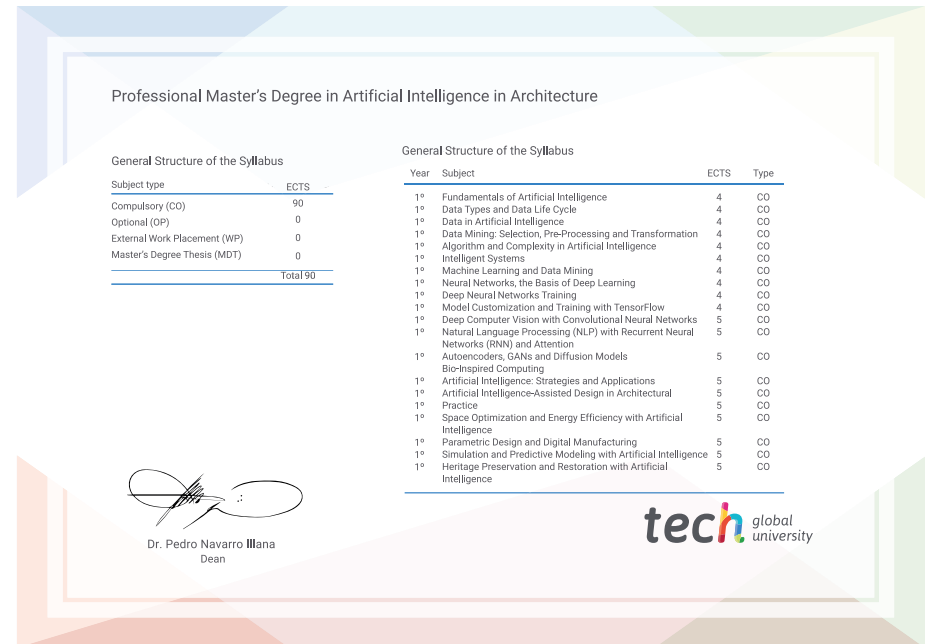 Professional Master's Degree in Artificial Intelligence in Architecture
General Structure of the Syllabus
Subject type ECTS
Compulsory (CO) 90
Optional (OP) 0
External Work Placement (WP) 0
Master's Degree Thesis (MDT) 0
Total 90
General Structure of the Syllabus
Year Subject ECTS Type
1º Fundamentals of Artificial Intelligence 4 CO
1º Data Types and Data Life Cycle 4 CO
1º Data in Artificial Intelligence 4 CO
1º Data Mining: Selection, Pre-Processing and Transformation 4 CO
1º Algorithm and Complexity in Artificial Intelligence 4 CO
1º Intelligent Systems 4 CO
1º Machine Learning and Data Mining 4 CO
1º Neural Networks, the Basis of Deep Learning 4 CO
1º Deep Neural Networks Training 4 CO
1º Model Customization and Training with TensorFlow 4 CO
1º Deep Computer Vision with Convolutional Neural Networks 5 CO
1º Natural Language Processing (NLP) with Recurrent Neural 5 CO
Networks (RNN) and Attention
1º Autoencoders, GANs and Diffusion Models 5 CO
Bio-Inspired Computing
1º Artificial Intelligence: Strategies and Applications 5 CO
1º Artificial Intelligence-Assisted Design in Architectural 5 CO
1º Practice 5 CO
1º Space Optimization and Energy Efficiency with Artificial 5 CO
Intelligence
1º Parametric Design and Digital Manufacturing 5 CO
1º Simulation and Predictive Modeling with Artificial Intelligence 5 CO
1º Heritage Preservation and Restoration with Artificial 5 CO
Intelligence
Dr. Pedro Navarro Illana
Dean
tech global
university